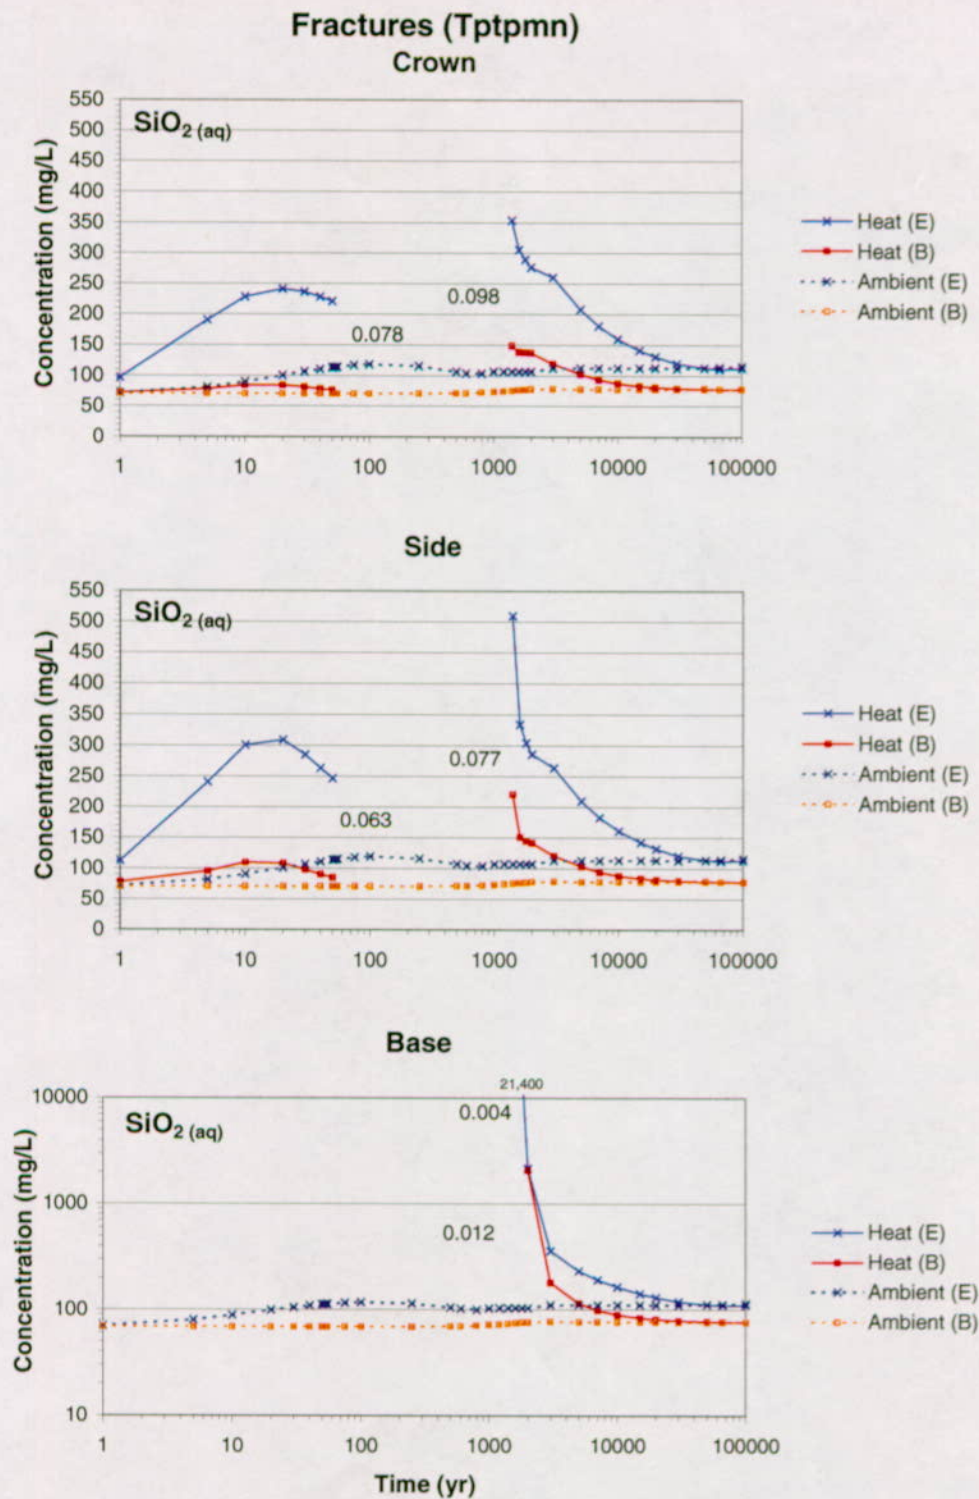 Fractures (Tptpmn)
Crown
550
500
450
400
350
300
250
200
150
100
50
0
Concentration (mg/L)
SiO2 (aq)
0.078
0.098
1 10 100 1000 10000 100000
Heat (E)
Heat (B)
Ambient (E)
Ambient (B)
Side
550
500
450
400
350
300
250
200
150
100
50
0
Concentration (mg/L)
SiO2 (aq)
0.063
0.077
1 10 100 1000 10000 100000
Heat (E)
Heat (B)
Ambient (E)
Ambient (B)
Base
10000
1000
100
10
Concentration (mg/L)
SiO2 (aq)
21,400
0.004
0.012
1 10 100 1000 10000 100000
Time (yr)
Heat (E)
Heat (B)
Ambient (E)
Ambient (B)